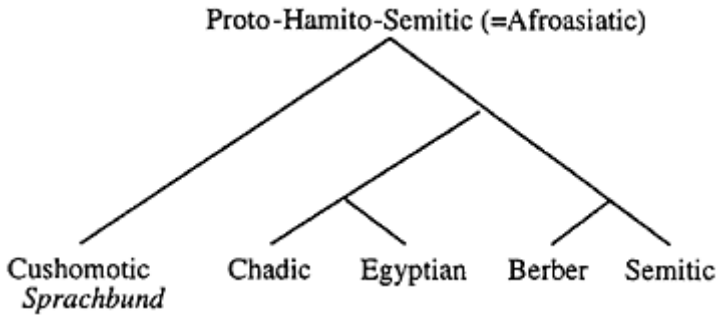 Proto-Hamito-Semitic (=Afroasiatic)
Cushomotic Chadic Egyptian Berber Semitic
Sprachbund